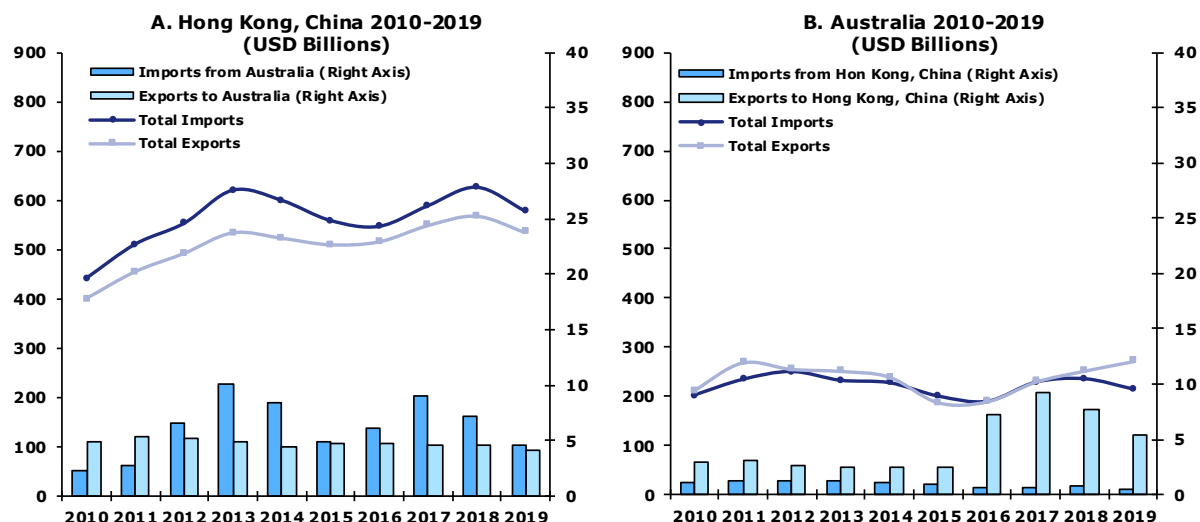 A. Hong Kong, China 2010-2019
(USD Billions)
900
800
700
600
500
400
300
200
100
0
40
35
30
25
20
15
10
5
0
Imports from Australia (Right Axis)
Exports to Australia (Right Axis)
Total Imports
Total Exports
2010 2011 2012 2013 2014 2015 2016 2017 2018 2019
B. Australia 2010-2019
(USD Billions)
900
800
700
600
500
400
300
200
100
0
40
35
30
25
20
15
10
5
0
Imports from Hon Kong, China (Right Axis)
Exports to Hong Kong, China (Right Axis)
Total Imports
Total Exports
2010 2011 2012 2013 2014 2015 2016 2017 2018 2019